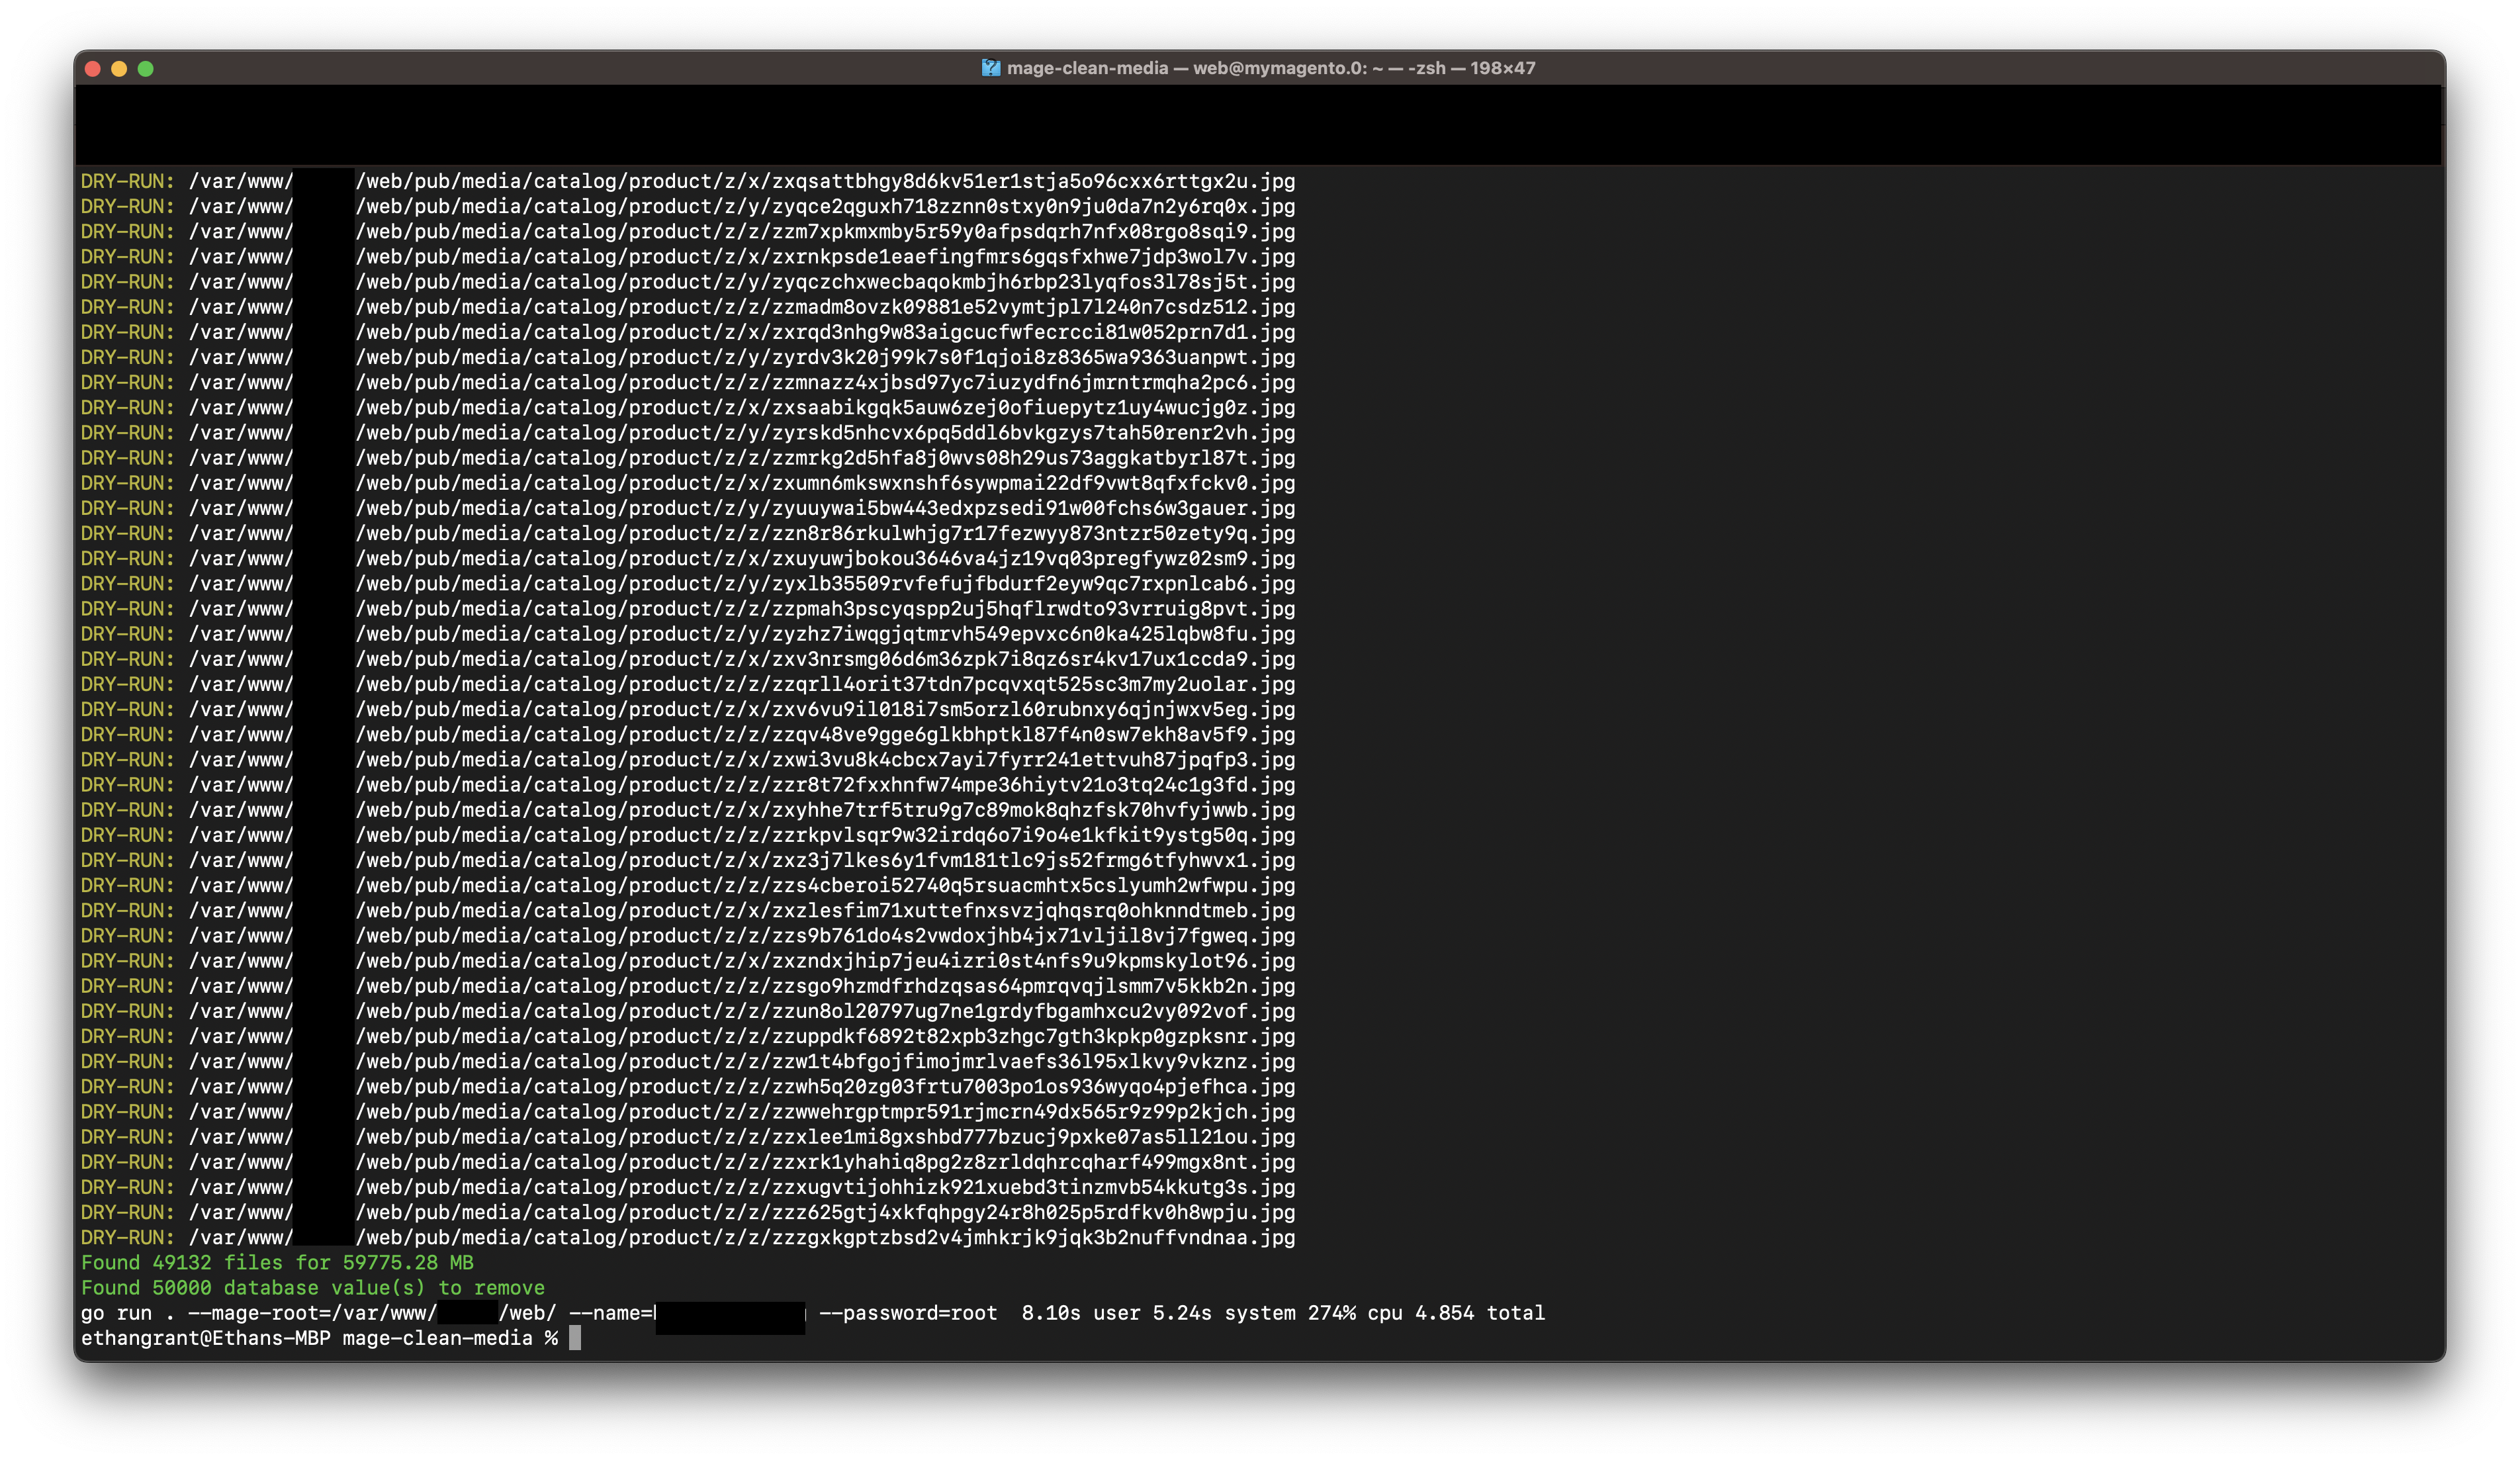 mage-clean-media — web@mymagento.0: ~ — -zsh — 198×47
DRY-RUN: /var/www/ /web/pub/media/catalog/product/z/x/zxqsattbhgy8d6kv51er1stja5o96cxx6rttgx2u.jpg
DRY-RUN: /var/www/ /web/pub/media/catalog/product/z/y/zyqce2qguxh718zznn0stxy0n9ju0da7n2y6rq0x.jpg
DRY-RUN: /var/www/ /web/pub/media/catalog/product/z/z/zzm7xpkmxmby5r59y0afpsdqrh7nfx08rgo8sqi9.jpg
DRY-RUN: /var/www/ /web/pub/media/catalog/product/z/x/zxrnkpsde1eaefingfmrs6gqsfxhwe7jdp3wol7v.jpg
DRY-RUN: /var/www/ /web/pub/media/catalog/product/z/y/zyqczchxwecbaqokmbjh6rbp23lyqfos3l78sj5t.jpg
DRY-RUN: /var/www/ /web/pub/media/catalog/product/z/z/zzmadm8ovzk09881e52vymtjpl7l240n7csdz512.jpg
DRY-RUN: /var/www/ /web/pub/media/catalog/product/z/x/zxrqd3nhg9w83aigcucfwfecrcci81w052prn7d1.jpg
DRY-RUN: /var/www/ /web/pub/media/catalog/product/z/y/zyrdv3k20j99k7s0f1qjoi8z8365wa9363uanpwt.jpg
DRY-RUN: /var/www/ /web/pub/media/catalog/product/z/z/zzmnazz4xjbsd97yc7iuzydfn6jmrntrmqha2pc6.jpg
DRY-RUN: /var/www/ /web/pub/media/catalog/product/z/x/zxsaabikgqk5auw6zej0ofiuepytz1uy4wucjg0z.jpg
DRY-RUN: /var/www/ /web/pub/media/catalog/product/z/y/zyrskd5nhcvx6pq5ddl6bvkgzys7tah50renr2vh.jpg
DRY-RUN: /var/www/ /web/pub/media/catalog/product/z/z/zzmrkg2d5hfa8j0wvs08h29us73aggkatbyrl87t.jpg
DRY-RUN: /var/www/ /web/pub/media/catalog/product/z/x/zxumn6mkswxnshf6sywpmai22df9vwt8qfxfckv0.jpg
DRY-RUN: /var/www/ /web/pub/media/catalog/product/z/y/zyuuywai5bw443edxpzsedi91w00fchs6w3gauer.jpg
DRY-RUN: /var/www/ /web/pub/media/catalog/product/z/z/zzn8r86rkulwhjg7r17fezwyy873ntzr50zety9q.jpg
DRY-RUN: /var/www/ /web/pub/media/catalog/product/z/x/zxuyuwjbokou3646va4jz19vq03pregfywz02sm9.jpg
DRY-RUN: /var/www/ /web/pub/media/catalog/product/z/y/zyxlb35509rvfefujfbdurf2eyw9qc7rxpnlcab6.jpg
DRY-RUN: /var/www/ /web/pub/media/catalog/product/z/z/zzpmah3pscyqspp2uj5hqflrwdto93vrruig8pvt.jpg
DRY-RUN: /var/www/ /web/pub/media/catalog/product/z/y/zyzhz7iwqgjqtmrvh549epvxc6n0ka425lqbw8fu.jpg
DRY-RUN: /var/www/ /web/pub/media/catalog/product/z/x/zxv3nrsmg06d6m36zpk7i8qz6sr4kv17ux1ccda9.jpg
DRY-RUN: /var/www/ /web/pub/media/catalog/product/z/z/zzqrll4orit37tdn7pcqvxqt525sc3m7my2uolar.jpg
DRY-RUN: /var/www/ /web/pub/media/catalog/product/z/x/zxv6vu9il018i7sm5orzl60rubnxy6qjnjwxv5eg.jpg
DRY-RUN: /var/www/ /web/pub/media/catalog/product/z/z/zzqv48ve9gge6glkbhptkl87f4n0sw7ekh8av5f9.jpg
DRY-RUN: /var/www/ /web/pub/media/catalog/product/z/x/zxwi3vu8k4cbcx7ayi7fyrr241ettvuh87jpqfp3.jpg
DRY-RUN: /var/www/ /web/pub/media/catalog/product/z/z/zzr8t72fxxhnfw74mpe36hiytv21o3tq24c1g3fd.jpg
DRY-RUN: /var/www/ /web/pub/media/catalog/product/z/x/zxyhhe7trf5tru9g7c89mok8qhzfsk70hvfyjwwb.jpg
DRY-RUN: /var/www/ /web/pub/media/catalog/product/z/z/zzrkpvlsqr9w32irdq6o7i9o4e1kfkit9ystg50q.jpg
DRY-RUN: /var/www/ /web/pub/media/catalog/product/z/x/zxz3j7lkes6y1fvm181tlc9js52frmg6tfyhwvx1.jpg
DRY-RUN: /var/www/ /web/pub/media/catalog/product/z/z/zzs4cberoi52740q5rsuacmhtx5cslyumh2wfwpu.jpg
DRY-RUN: /var/www/ /web/pub/media/catalog/product/z/x/zxzlesfim71xuttefnxsvzjqhqsrq0ohknndtmeb.jpg
DRY-RUN: /var/www/ /web/pub/media/catalog/product/z/z/zzs9b761do4s2vwdoxjhb4jx71vljil8vj7fgweq.jpg
DRY-RUN: /var/www/ /web/pub/media/catalog/product/z/x/zxzndxjhip7jeu4izri0st4nfs9u9kpmskylot96.jpg
DRY-RUN: /var/www/ /web/pub/media/catalog/product/z/z/zzsgo9hzmdfrhdzqsas64pmrqvqjlsmm7v5kkb2n.jpg
DRY-RUN: /var/www/ /web/pub/media/catalog/product/z/z/zzun8ol20797ug7ne1grdyfbgamhxcu2vy092vof.jpg
DRY-RUN: /var/www/ /web/pub/media/catalog/product/z/z/zzuppdkf6892t82xpb3zhgc7gth3kpkp0gzpksnr.jpg
DRY-RUN: /var/www/ /web/pub/media/catalog/product/z/z/zzw1t4bfgojfimojmrlvaefs36l95xlkvy9vkznz.jpg
DRY-RUN: /var/www/ /web/pub/media/catalog/product/z/z/zzwh5q20zg03frtu7003po1os936wyqo4pjefhca.jpg
DRY-RUN: /var/www/ /web/pub/media/catalog/product/z/z/zzwwehrgptmpr591rjmcrn49dx565r9z99p2kjch.jpg
DRY-RUN: /var/www/ /web/pub/media/catalog/product/z/z/zzxlee1mi8gxshbd777bzucj9pxke07as5ll21ou.jpg
DRY-RUN: /var/www/ /web/pub/media/catalog/product/z/z/zzxrk1yhahiq8pg2z8zrldqhrcqharf499mgx8nt.jpg
DRY-RUN: /var/www/ /web/pub/media/catalog/product/z/z/zzxugvtijohhizk921xuebd3tinzmvb54kkutg3s.jpg
DRY-RUN: /var/www/ /web/pub/media/catalog/product/z/z/zzz625gtj4xkfqhpgy24r8h025p5rdfkv0h8wpju.jpg
DRY-RUN: /var/www/ /web/pub/media/catalog/product/z/z/zzzgxkgptzbsd2v4jmhkrjk9jqk3b2nuffvndnaa.jpg
Found 49132 files for 59775.28 MB
Found 50000 database value(s) to remove
go run . --mage-root=/var/www/ /web/ --name= --password=root 8.10s user 5.24s system 274% cpu 4.854 total
ethangrant@Ethans-MBP mage-clean-media %